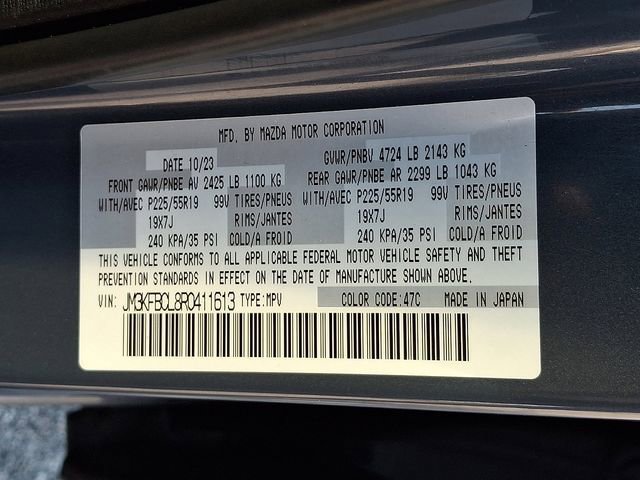 MFD. BY MAZDA MOTOR CORPORATION
DATE 10/23 GVWR/PNBV 4724 LB 2143 KG
FRONT GAWR/PNBE AV 2425 LB 1100 KG REAR GAWR/PNBE AR 2299 LB 1043 KG
WITH/AVEC P225/55R19 99V TIRES/PNEUS WITH/AVEC P225/55R19 99V TIRES/PNEUS
19X7J RIMS/JANTES 19X7J RIMS/JANTES
240 KPA/35 PSI COLD/A FROID 240 KPA/35 PSI COLD/A FROID
THIS VEHICLE CONFORMS TO ALL APPLICABLE FEDERAL MOTOR VEHICLE SAFETY AND THEFT
PREVENTION STANDARDS IN EFFECT ON THE DATE OF MANUFACTURE SHOWN ABOVE.
VIN: JM3KFBCL8R0411613 TYPE:MPV COLOR CODE:47C MADE IN JAPAN